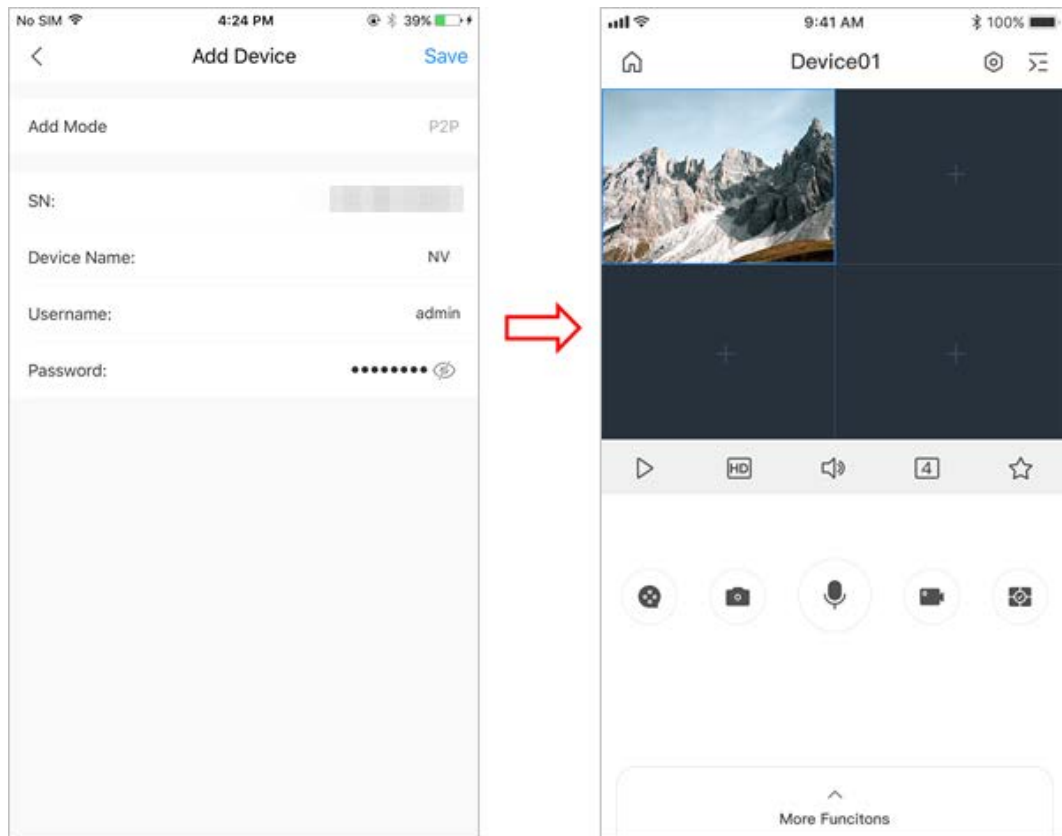 No SIM 4:24 PM 39%
Add Device Save
Add Mode P2P
SN:
Device Name: NV
Username: admin
Password: ••••••••
9:41 AM 100%
Device01
HD 4
More Funcitons